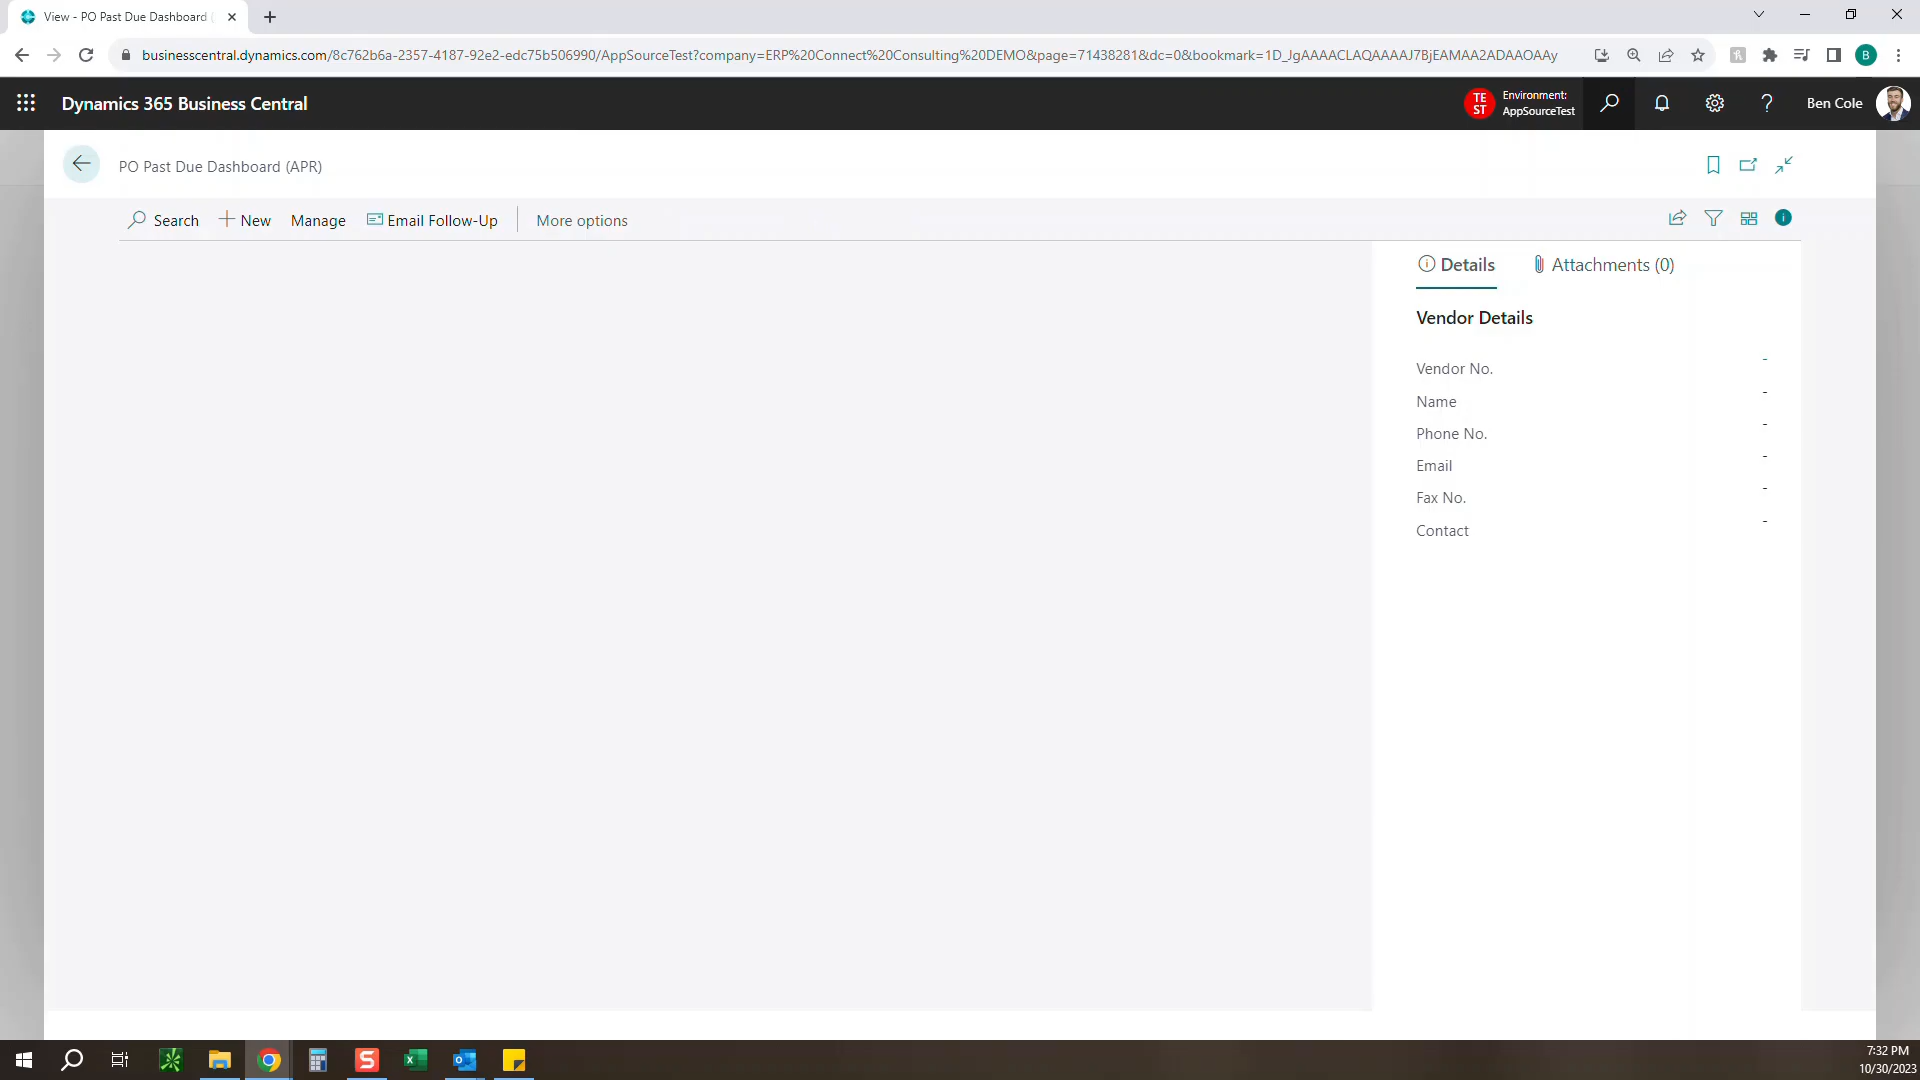 View - PO Past Due Dashboard (
businesscentral.dynamics.com/8c762b6a-2357-4187-92e2-edc75b506990/AppSourceTest?company=ERP%20Connect%20Consulting%20DEMO&page=71438281&dc=0&bookmark=1D_JgAAAACLAQAAAAJ7BjEAMAA2ADAAOAAy
B
Dynamics 365 Business Central
TE
ST
Environment:
AppSourceTest
Ben Cole
PO Past Due Dashboard (APR)
Search
New
Manage
Email Follow-Up
More options
Details
Attachments (0)
Vendor Details
Vendor No. -
Name -
Phone No. -
Email -
Fax No. -
Contact -
7:32 PM
10/30/2023